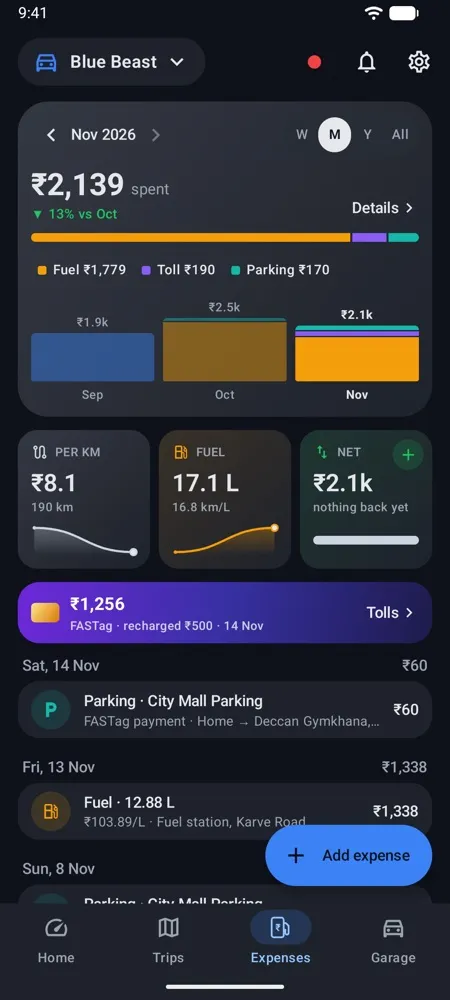 9:41
Blue Beast
Nov 2026
W M Y All
₹2,139 spent
▼ 13% vs Oct
Details
Fuel ₹1,779 Toll ₹190 Parking ₹170
₹1.9k ₹2.5k ₹2.1k
Sep Oct Nov
PER KM
₹8.1
190 km
FUEL
17.1 L
16.8 km/L
NET
+
₹2.1k
nothing back yet
₹1,256
FASTag · recharged ₹500 · 14 Nov
Tolls
Sat, 14 Nov ₹60
P
Parking · City Mall Parking
FASTag payment · Home → Deccan Gymkhana,...
₹60
Fri, 13 Nov ₹1,338
Fuel · 12.88 L
₹103.89/L · Fuel station, Karve Road
₹1,338
+ Add expense
Sun, 8 Nov
Parking · City Mall Parking
₹
Home Trips Expenses Garage